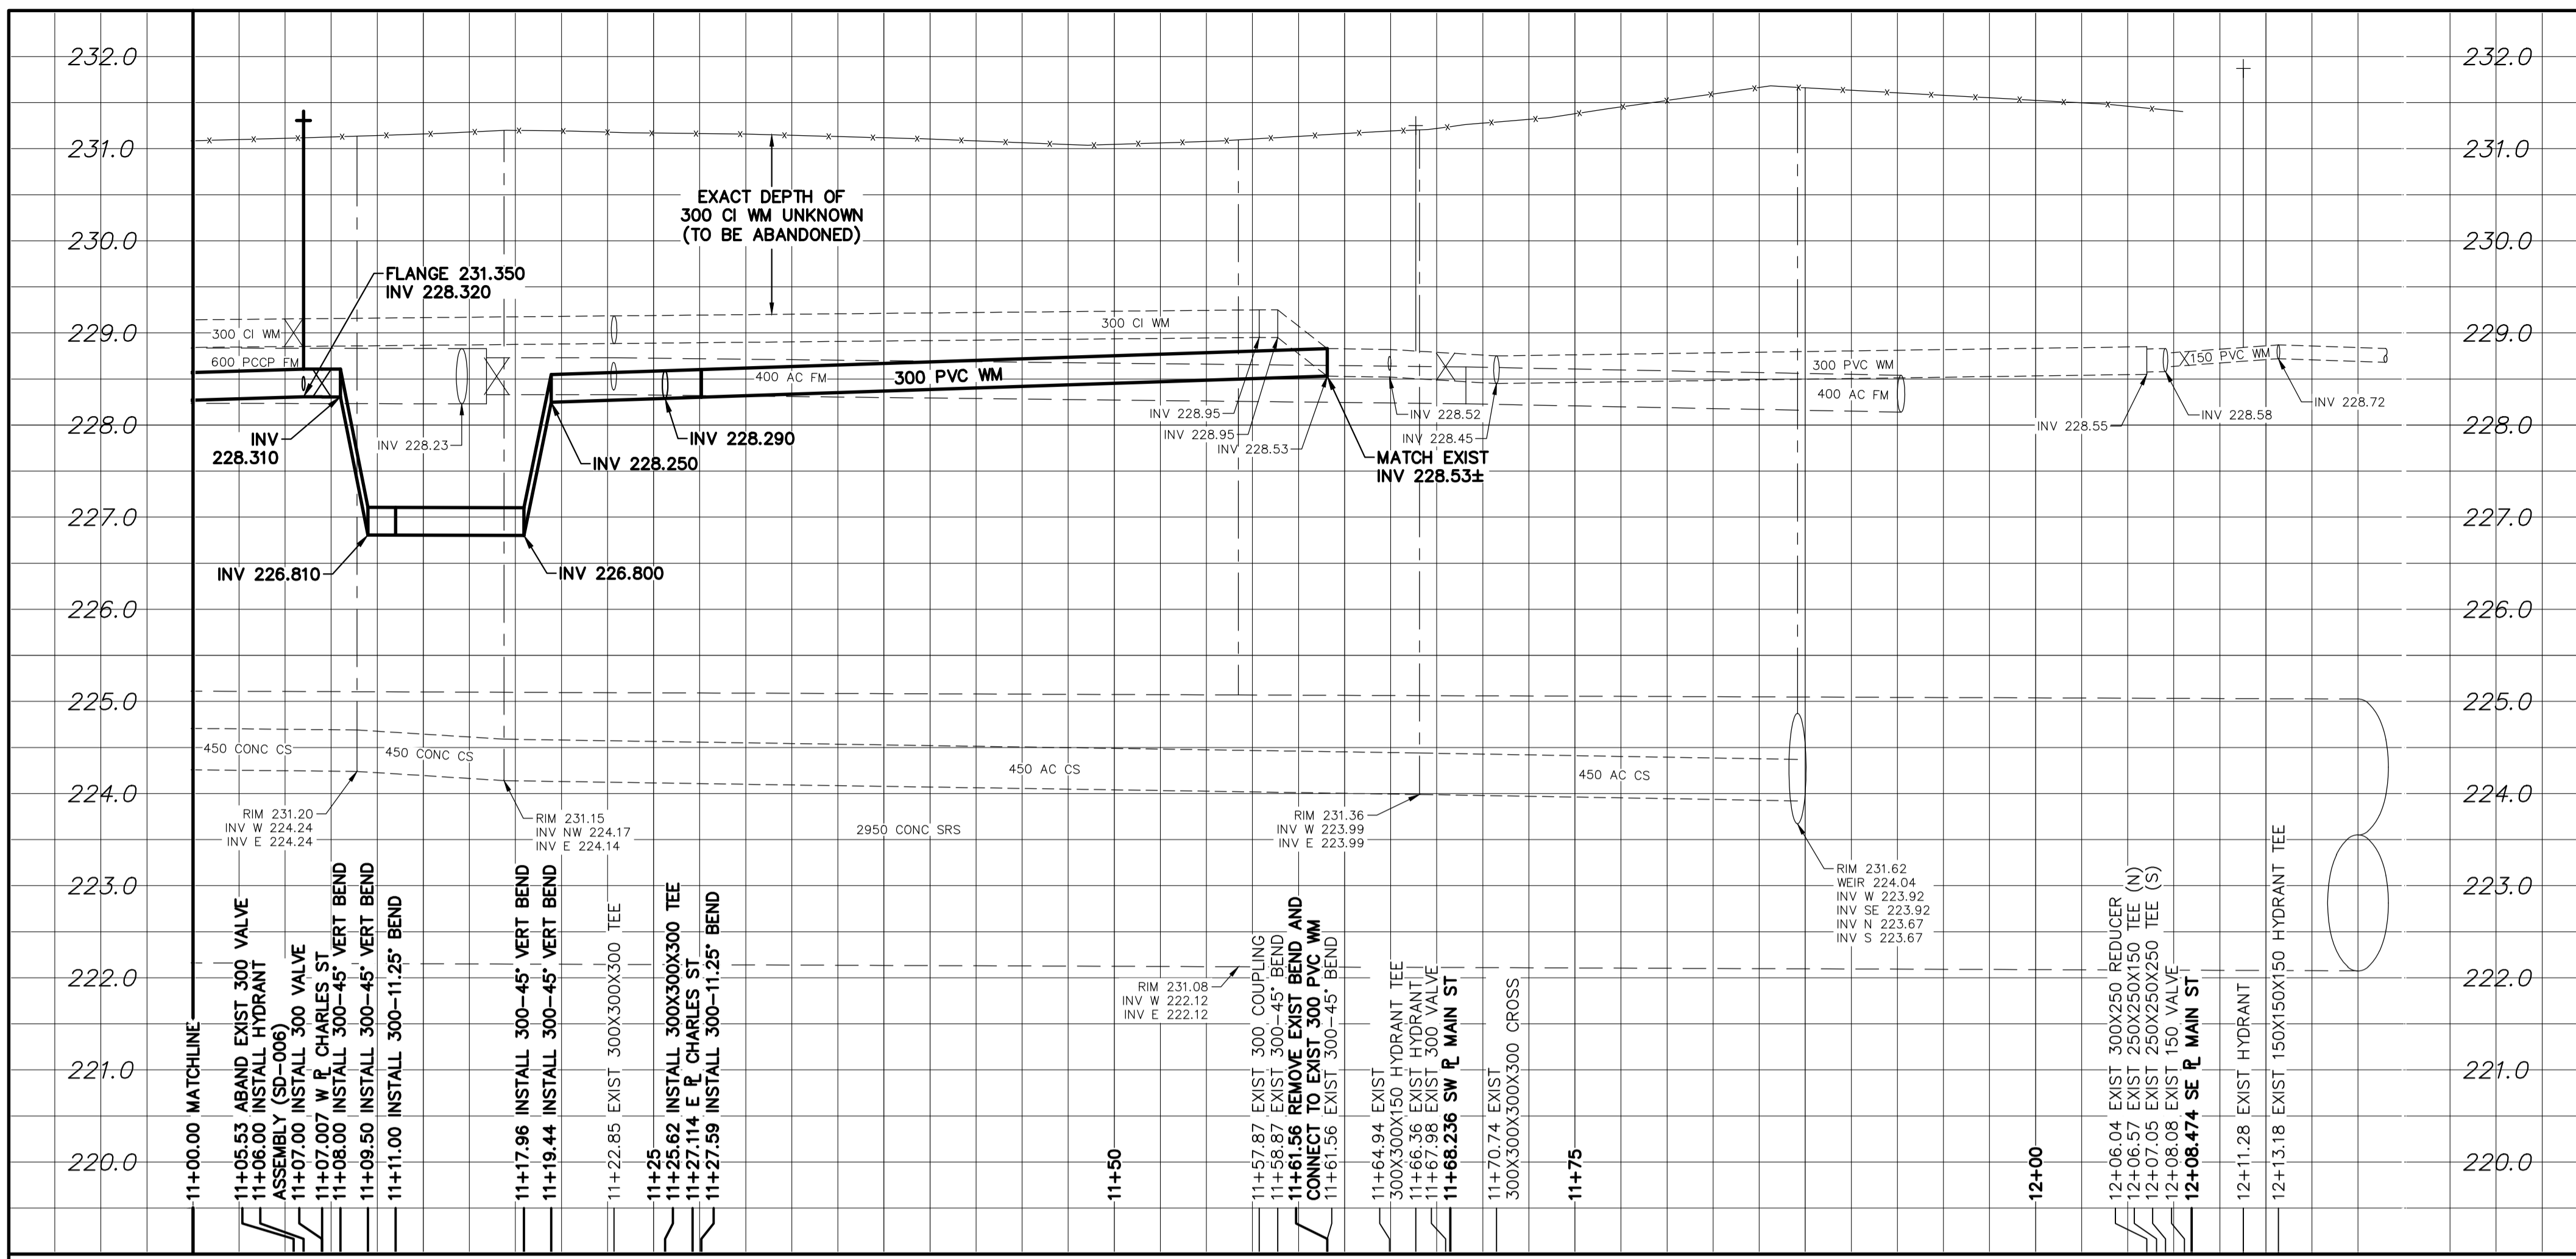 232.0
231.0
230.0
229.0
228.0
227.0
226.0
225.0
224.0
223.0
222.0
221.0
220.0
EXACT DEPTH OF
300 CI WM UNKNOWN
(TO BE ABANDONED)
FLANGE 231.350
INV 228.320
300 CI WM
600 PCCP FM
INV
228.310
INV 228.23
INV 226.810
INV 226.800
INV 228.250
INV 228.290
400 AC FM
300 PVC WM
300 CI WM
INV 228.95
INV 228.95
INV 228.53
MATCH EXIST
INV 228.53±
INV 228.52
INV 228.45
300 PVC WM
400 AC FM
INV 228.55
INV 228.58
150 PVC WM
INV 228.72
450 CONC CS
450 CONC CS
450 AC CS
450 AC CS
2950 CONC SRS
RIM 231.20
INV W 224.24
INV E 224.24
RIM 231.15
INV NW 224.17
INV E 224.14
RIM 231.36
INV W 223.99
INV E 223.99
RIM 231.62
WEIR 224.04
INV W 223.92
INV SE 223.92
INV N 223.67
INV S 223.67
RIM 231.08
INV W 222.12
INV E 222.12
11+00.00 MATCHLINE
11+05.53 ABAND EXIST 300 VALVE
11+06.00 INSTALL HYDRANT
ASSEMBLY (SD-006)
11+07.00 INSTALL 300 VALVE
11+07.007 W PL CHARLES ST
11+08.00 INSTALL 300-45° VERT BEND
11+09.50 INSTALL 300-45° VERT BEND
11+11.00 INSTALL 300-11.25° BEND
11+17.96 INSTALL 300-45° VERT BEND
11+19.44 INSTALL 300-45° VERT BEND
11+22.85 EXIST 300X300X300 TEE
11+25
11+25.62 INSTALL 300X300X300 TEE
11+27.114 E PL CHARLES ST
11+27.59 INSTALL 300-11.25° BEND
11+50
11+57.87 EXIST 300 COUPLING
11+58.87 EXIST 300-45° BEND
11+61.56 REMOVE EXIST BEND AND
CONNECT TO EXIST 300 PVC WM
11+61.56 EXIST 300-45° BEND
11+64.94 EXIST
300X300X150 HYDRANT TEE
11+66.36 EXIST HYDRANT
11+67.98 EXIST 300 VALVE
11+68.236 SW PL MAIN ST
11+70.74 EXIST
300X300X300X300 CROSS
11+75
12+00
12+06.04 EXIST 300X250 REDUCER
12+06.57 EXIST 250X250X150 TEE (N)
12+07.05 EXIST 250X250X250 TEE (S)
12+08.08 EXIST 150 VALVE
12+08.474 SE PL MAIN ST
12+11.28 EXIST HYDRANT
12+13.18 EXIST 150X150X150 HYDRANT TEE
232.0
231.0
230.0
229.0
228.0
227.0
226.0
225.0
224.0
223.0
222.0
221.0
220.0